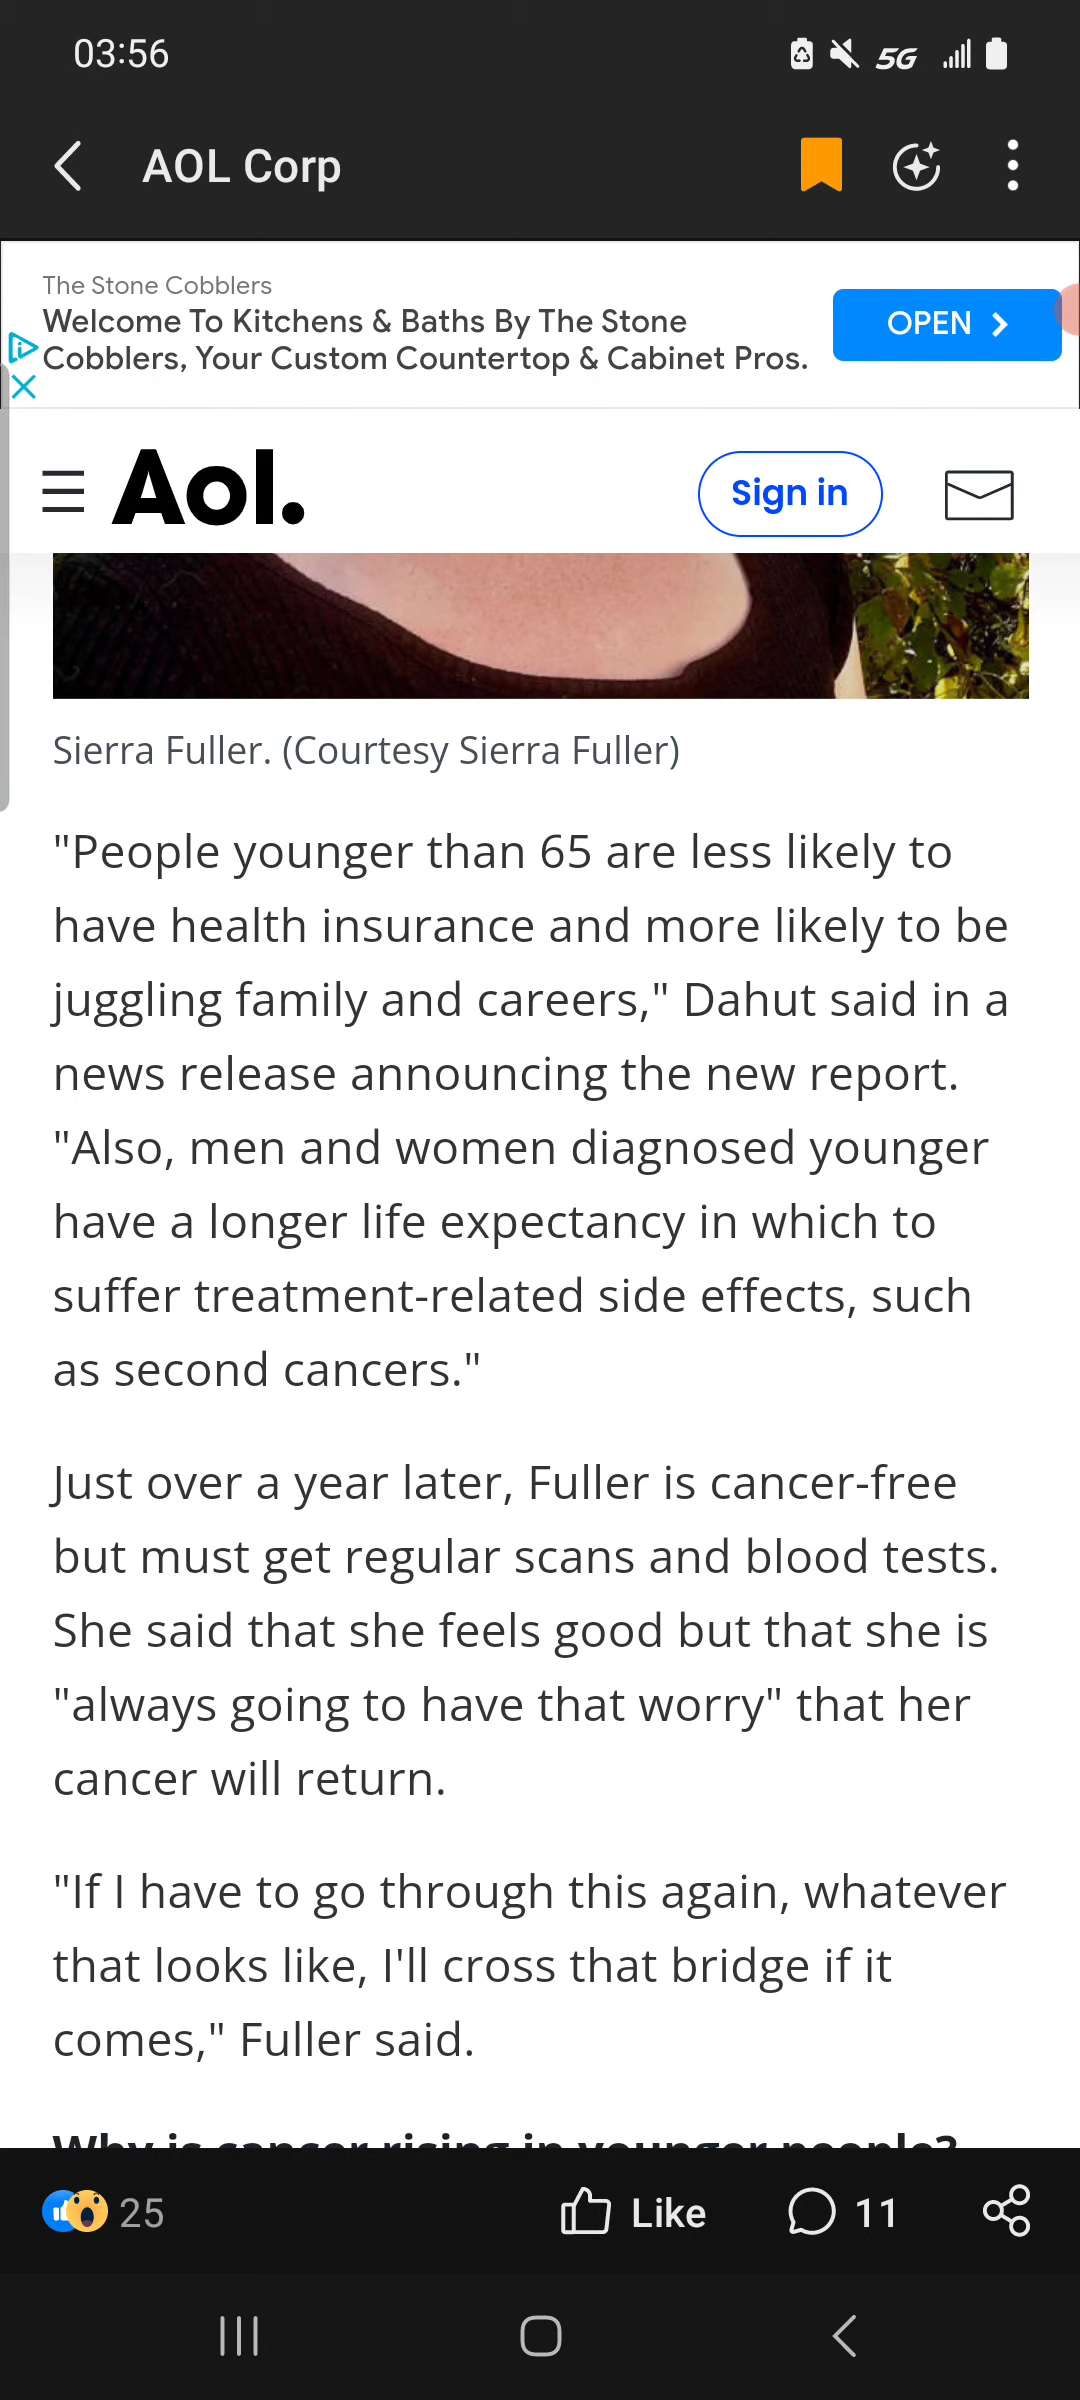 03:56
5G
AOL Corp
The Stone Cobblers
Welcome To Kitchens & Baths By The Stone
Cobblers, Your Custom Countertop & Cabinet Pros.
OPEN
Aol.
Sign in
Sierra Fuller. (Courtesy Sierra Fuller)
"People younger than 65 are less likely to
have health insurance and more likely to be
juggling family and careers," Dahut said in a
news release announcing the new report.
"Also, men and women diagnosed younger
have a longer life expectancy in which to
suffer treatment-related side effects, such
as second cancers."
Just over a year later, Fuller is cancer-free
but must get regular scans and blood tests.
She said that she feels good but that she is
"always going to have that worry" that her
cancer will return.
"If I have to go through this again, whatever
that looks like, I'll cross that bridge if it
comes," Fuller said.
Why is cancer rising in younger people?
25
Like
11